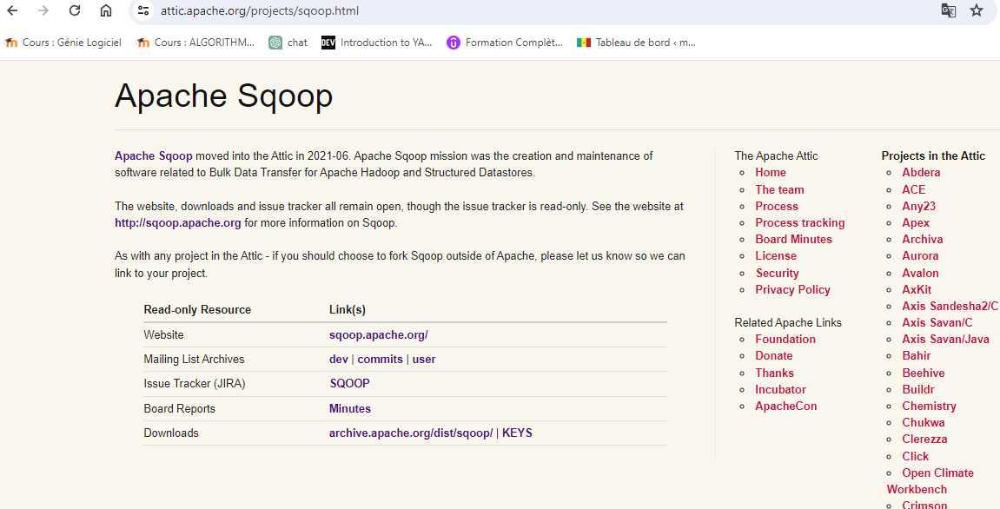 attic.apache.org/projects/sqoop.html
Cours : Génie Logiciel
Cours : ALGORITHM...
chat
DEV
Introduction to YA...
Formation Complèt...
Tableau de bord ‹ m...
Apache Sqoop
Apache Sqoop moved into the Attic in 2021-06. Apache Sqoop mission was the creation and maintenance of
software related to Bulk Data Transfer for Apache Hadoop and Structured Datastores.
The website, downloads and issue tracker all remain open, though the issue tracker is read-only. See the website at
http://sqoop.apache.org for more information on Sqoop.
As with any project in the Attic - if you should choose to fork Sqoop outside of Apache, please let us know so we can
link to your project.
Read-only Resource Link(s)
Website sqoop.apache.org/
Mailing List Archives dev | commits | user
Issue Tracker (JIRA) SQOOP
Board Reports Minutes
Downloads archive.apache.org/dist/sqoop/ | KEYS
The Apache Attic
Home
The team
Process
Process tracking
Board Minutes
License
Security
Privacy Policy
Related Apache Links
Foundation
Donate
Thanks
Incubator
ApacheCon
Projects in the Attic
Abdera
ACE
Any23
Apex
Archiva
Aurora
Avalon
AxKit
Axis Sandesha2/C
Axis Savan/C
Axis Savan/Java
Bahir
Beehive
Buildr
Chemistry
Chukwa
Clerezza
Click
Open Climate
Workbench
Crimson